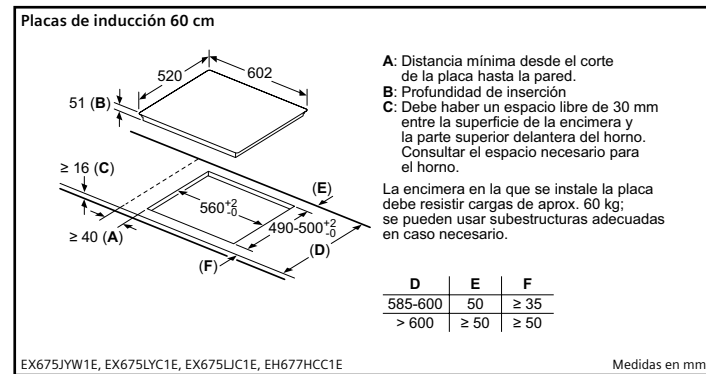 Placas de inducción 60 cm
520
602
51 (B)
≥ 16 (C)
(E)
560+2-0
490-500+2-0
≥ 40 (A)
(D)
(F)
A: Distancia mínima desde el corte
de la placa hasta la pared.
B: Profundidad de inserción
C: Debe haber un espacio libre de 30 mm
entre la superficie de la encimera y
la parte superior delantera del horno.
Consultar el espacio necesario para
el horno.
La encimera en la que se instale la placa
debe resistir cargas de aprox. 60 kg;
se pueden usar subestructuras adecuadas
en caso necesario.
D E F
585-600 50 ≥ 35
> 600 ≥ 50 ≥ 50
EX675JYW1E, EX675LYC1E, EX675LJC1E, EH677HCC1E
Medidas en mm